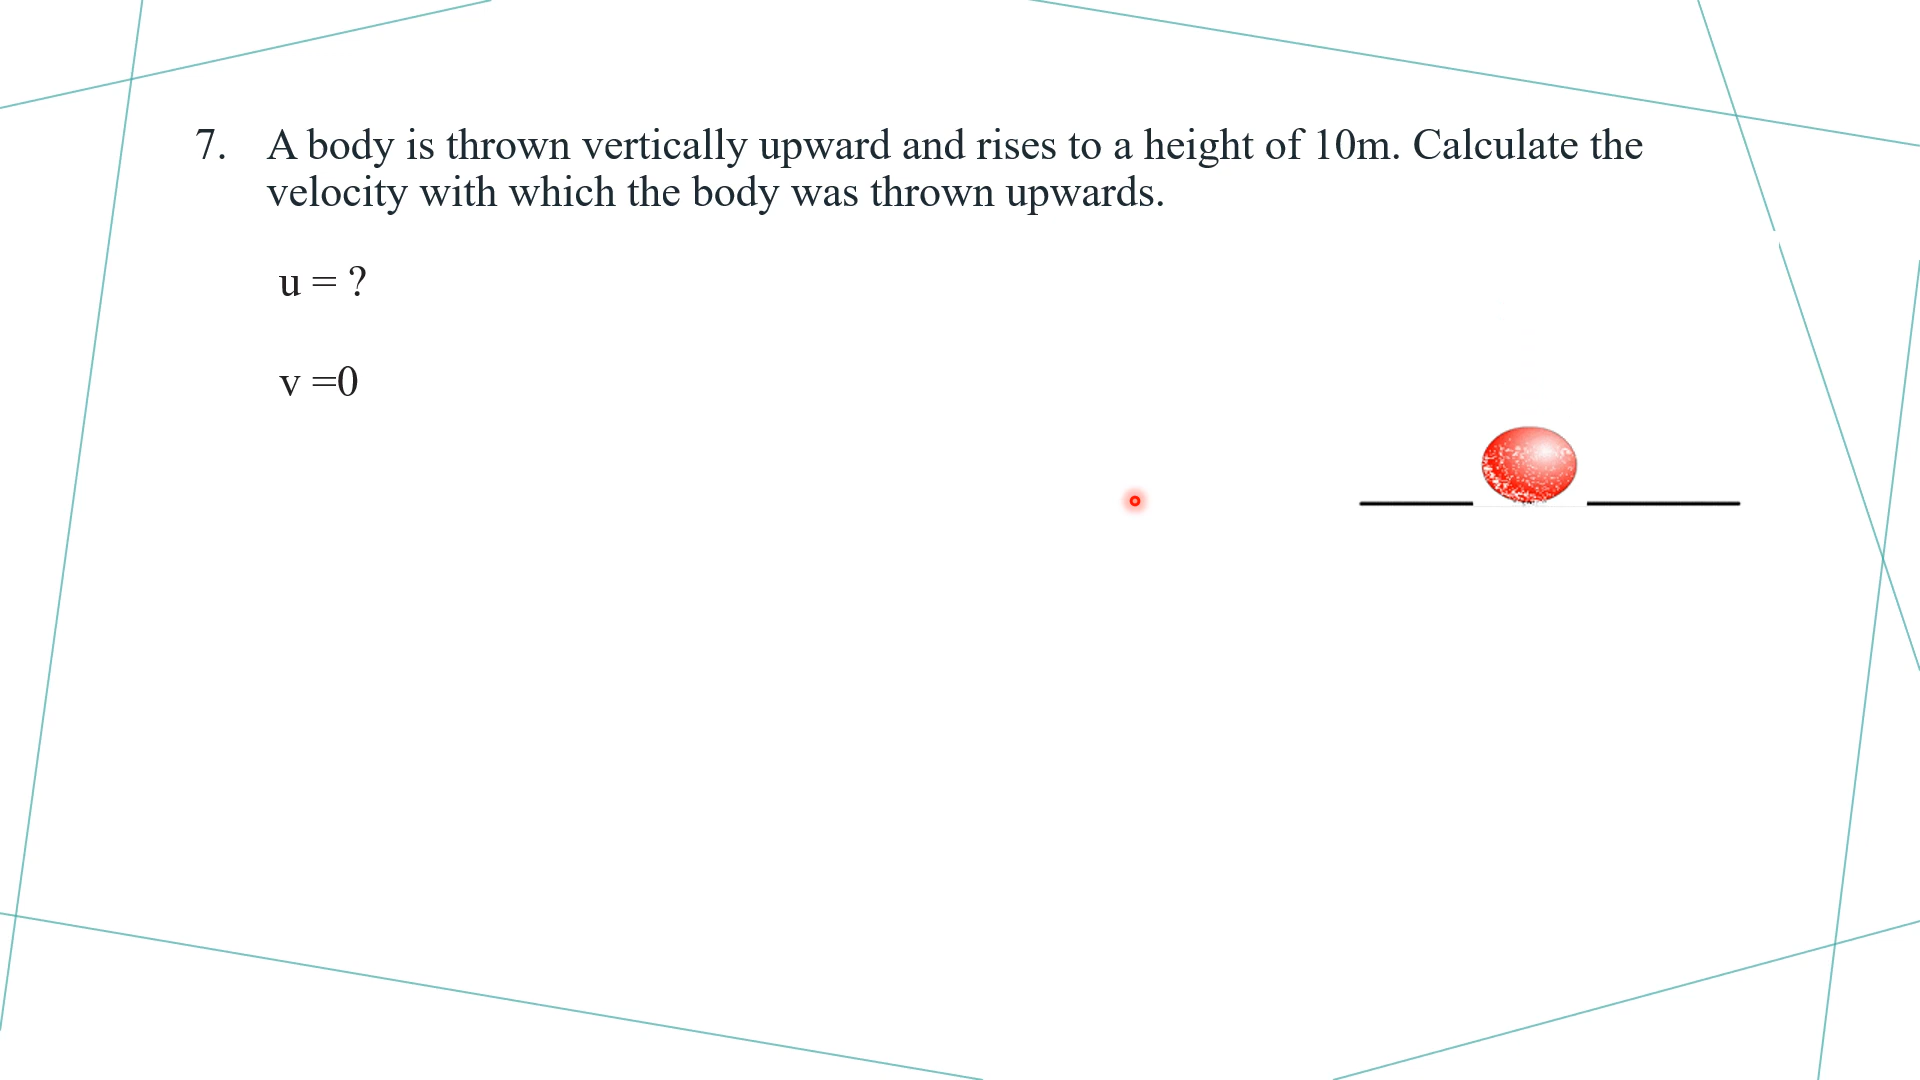 7. A body is thrown vertically upward and rises to a height of 10m. Calculate the
velocity with which the body was thrown upwards.
u = ?
v =0